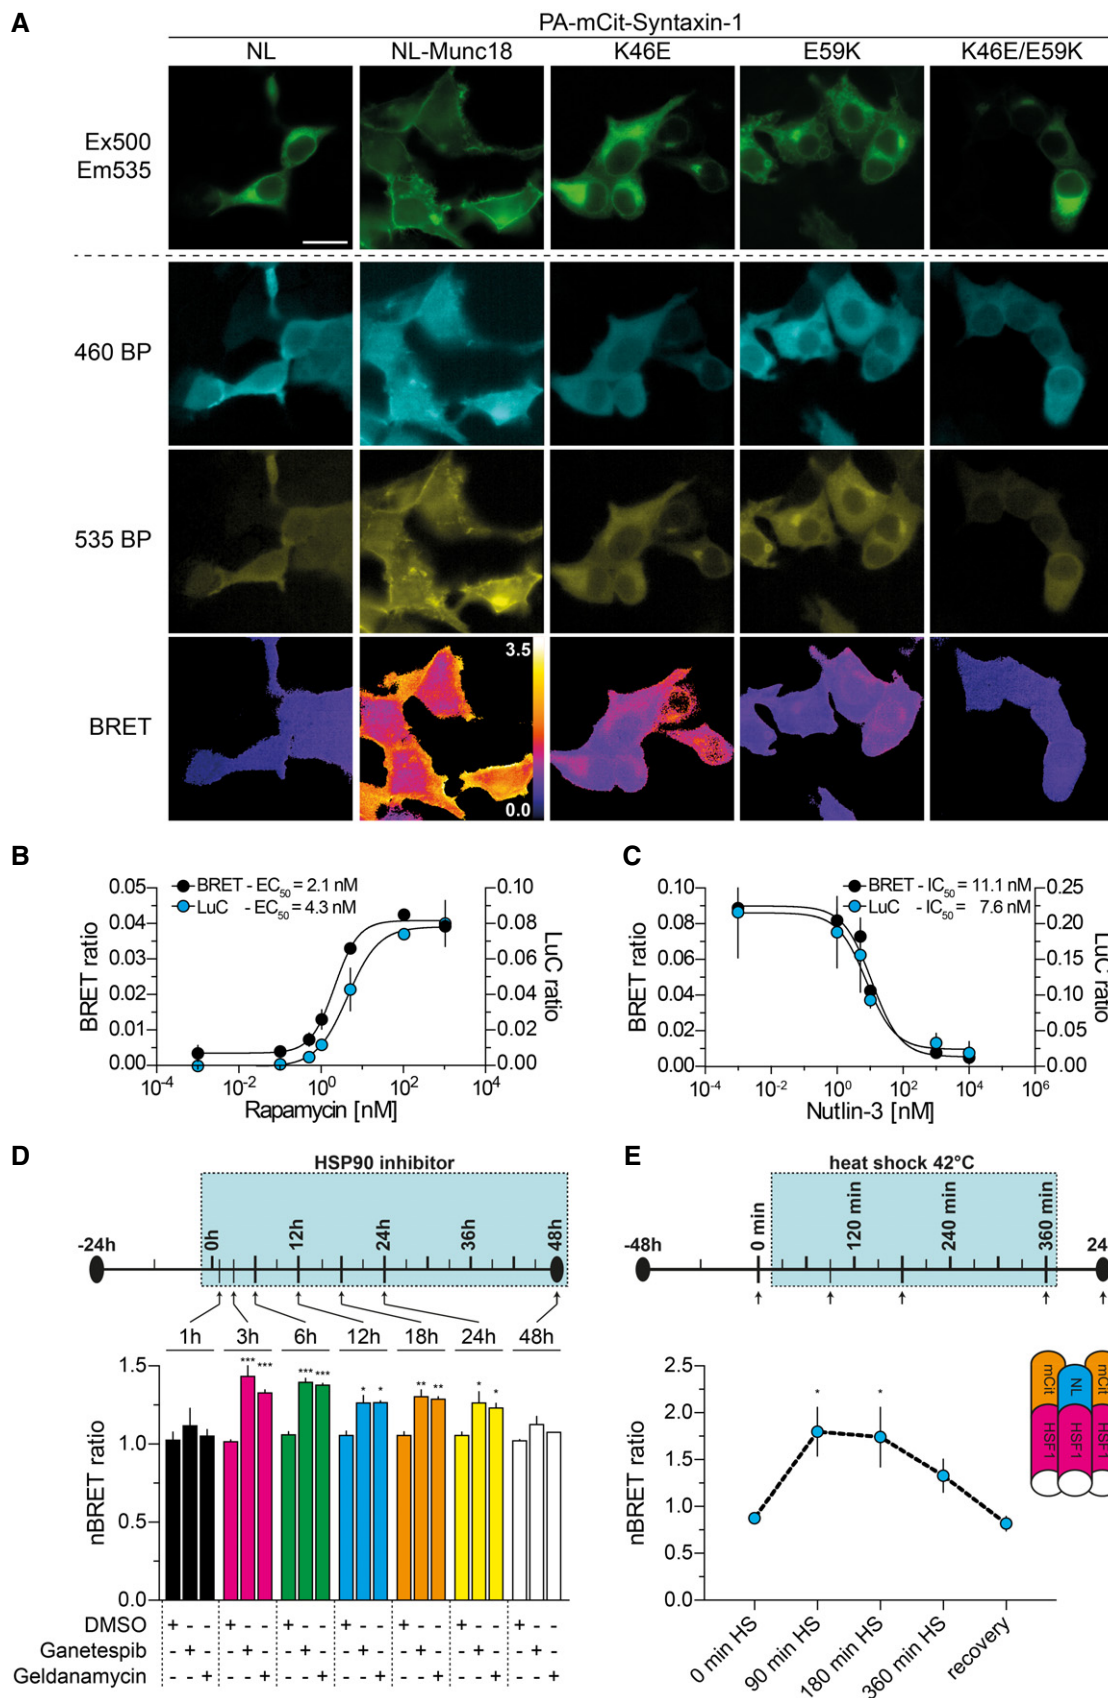 A
PA-mCit-Syntaxin-1
NL NL-Munc18 K46E E59K K46E/E59K
Ex500
Em535
460 BP
535 BP
BRET
3.5
0.0
B
BRET - EC50 = 2.1 nM
LuC - EC50 = 4.3 nM
BRET ratio
0.05
0.04
0.03
0.02
0.01
0.00
LuC ratio
0.10
0.08
0.06
0.04
0.02
0.00
10-4 10-2 100 102 104
Rapamycin [nM]
C
BRET - IC50 = 11.1 nM
LuC - IC50 = 7.6 nM
BRET ratio
0.10
0.08
0.06
0.04
0.02
0.00
LuC ratio
0.25
0.20
0.15
0.10
0.05
0.00
10-4 10-2 100 102 104 106
Nutlin-3 [nM]
D
HSP90 inhibitor
-24h 0h 12h 24h 36h 48h
1h 3h 6h 12h 18h 24h 48h
nBRET ratio
1.5
1.0
0.5
0.0
*** *** *** *** * * ** ** * *
DMSO + - - + - - + - - + - - + - - + - - + - -
Ganetespib - + - - + - - + - - + - - + - - + - - + -
Geldanamycin - - + - - + - - + - - + - - + - - + - - +
E
heat shock 42°C
-48h 0 min 120 min 240 min 360 min 24
nBRET ratio
2.5
2.0
1.5
1.0
0.5
0.0
* *
0 min HS 90 min HS 180 min HS 360 min HS recovery
mCit NL mCit
HSF1 HSF1 HSF1